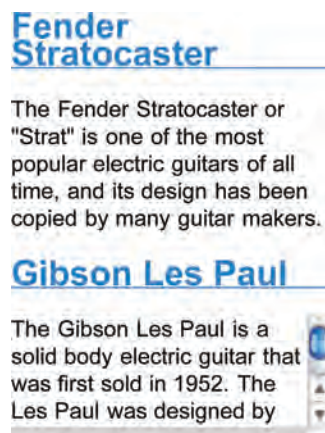 Fender
Stratocaster
The Fender Stratocaster or
"Strat" is one of the most
popular electric guitars of all
time, and its design has been
copied by many guitar makers.
Gibson Les Paul
The Gibson Les Paul is a
solid body electric guitar that
was first sold in 1952. The
Les Paul was designed by